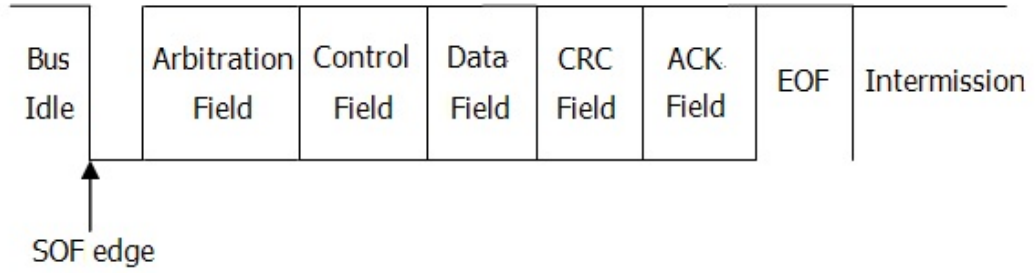 Bus
Idle
Arbitration
Field
Control
Field
Data
Field
CRC
Field
ACK
Field
EOF
Intermission
SOF edge